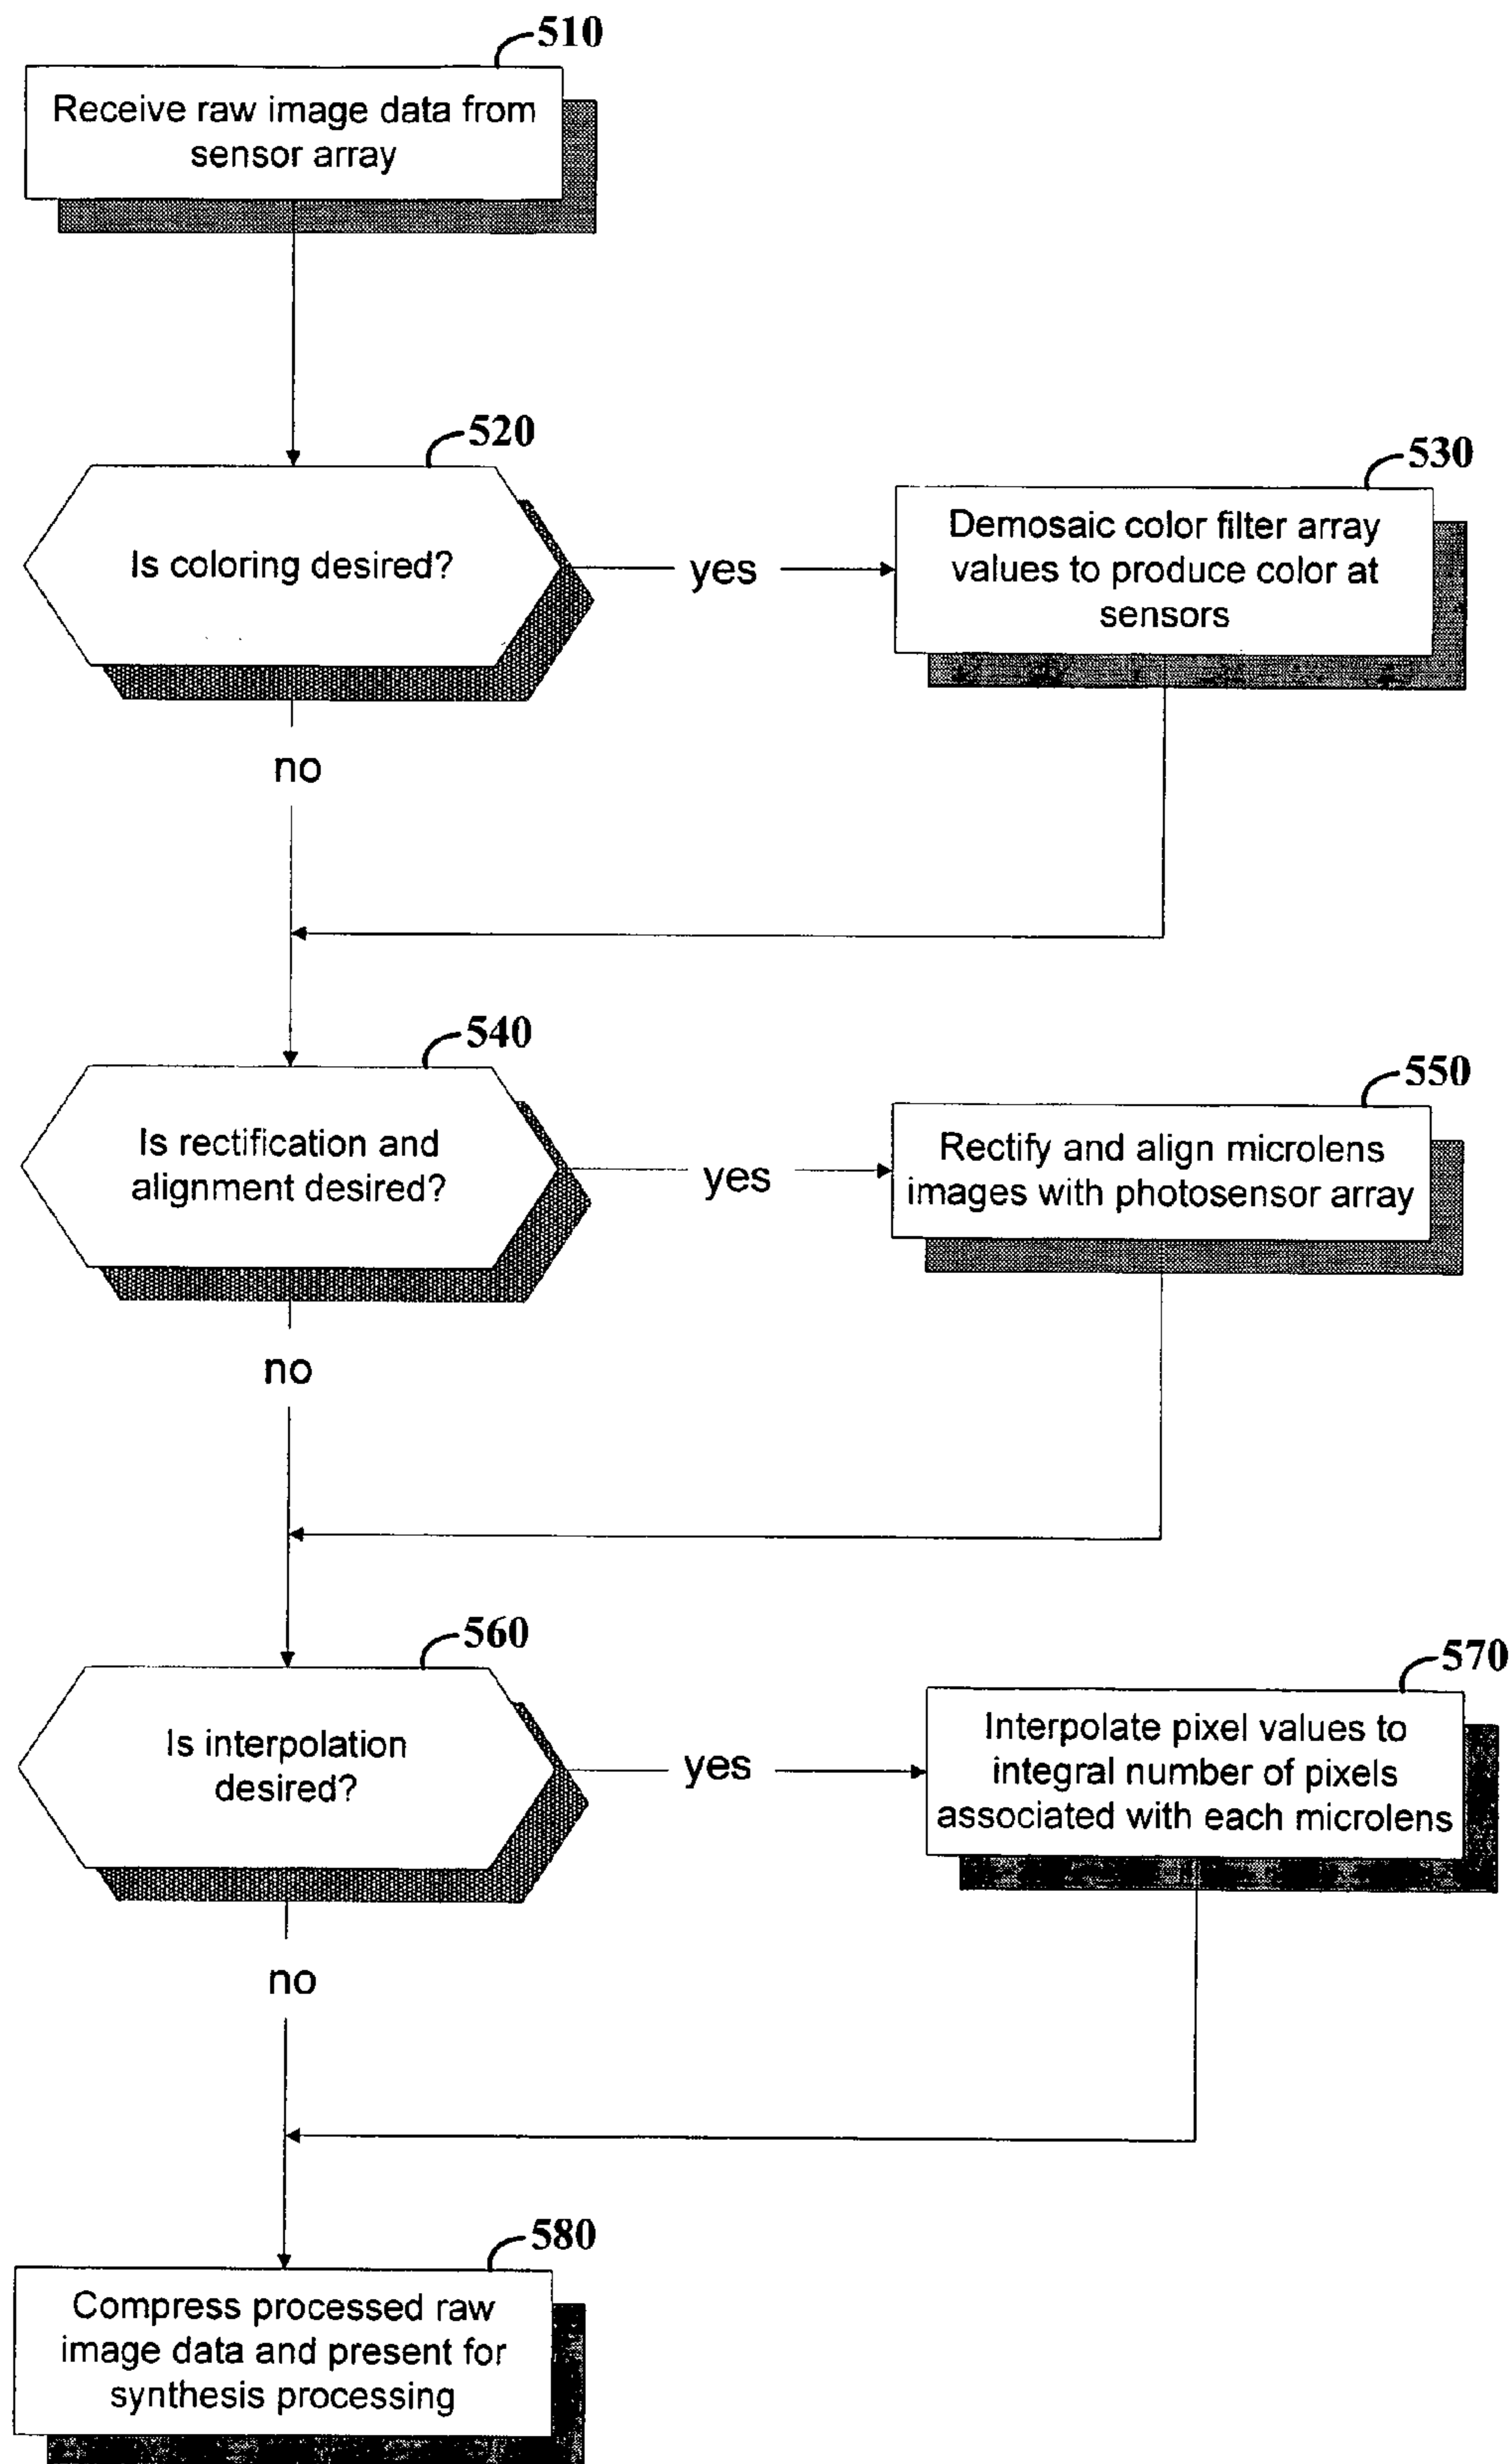 510
Receive raw image data from
sensor array
520
Is coloring desired?
yes
530
Demosaic color filter array
values to produce color at
sensors
no
540
Is rectification and
alignment desired?
yes
550
Rectify and align microlens
images with photosensor array
no
560
Is interpolation
desired?
yes
570
Interpolate pixel values to
integral number of pixels
associated with each microlens
no
580
Compress processed raw
image data and present for
synthesis processing